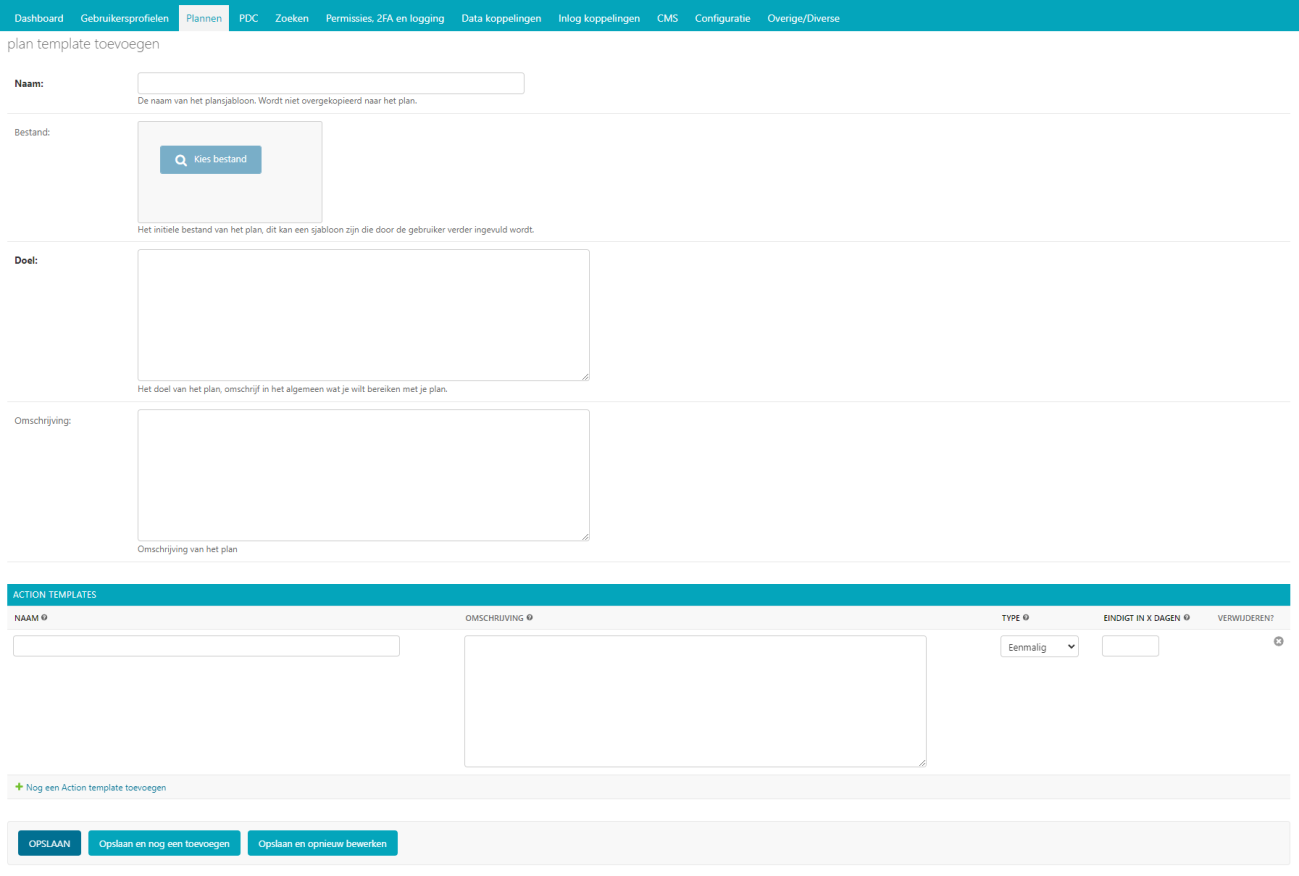 Dashboard Gebruikersprofielen Plannen PDC Zoeken Permissies, 2FA en logging Data koppelingen Inlog koppelingen CMS Configuratie Overige/Diverse
plan template toevoegen
Naam:
De naam van het plansjabloon. Wordt niet overgekopieerd naar het plan.
Bestand:
Kies bestand
Het initiele bestand van het plan, dit kan een sjabloon zijn die door de gebruiker verder ingevuld wordt.
Doel:
Het doel van het plan, omschrijf in het algemeen wat je wilt bereiken met je plan.
Omschrijving:
Omschrijving van het plan
ACTION TEMPLATES
NAAM OMSCHRIJVING TYPE EINDIGT IN X DAGEN VERWIJDEREN?
Eenmalig
Nog een Action template toevoegen
OPSLAAN Opslaan en nog een toevoegen Opslaan en opnieuw bewerken